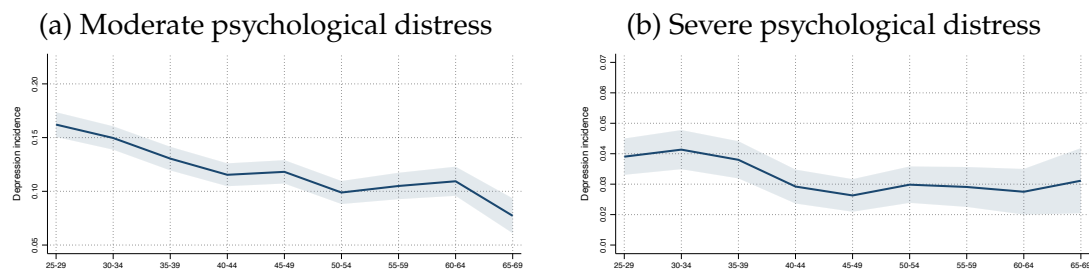 (a) Moderate psychological distress
Depression incidence
0.20
0.15
0.10
0.05
25-29 30-34 35-39 40-44 45-49 50-54 55-59 60-64 65-69
(b) Severe psychological distress
Depression incidence
0.07
0.06
0.05
0.04
0.03
0.02
0.01
25-29 30-34 35-39 40-44 45-49 50-54 55-59 60-64 65-69